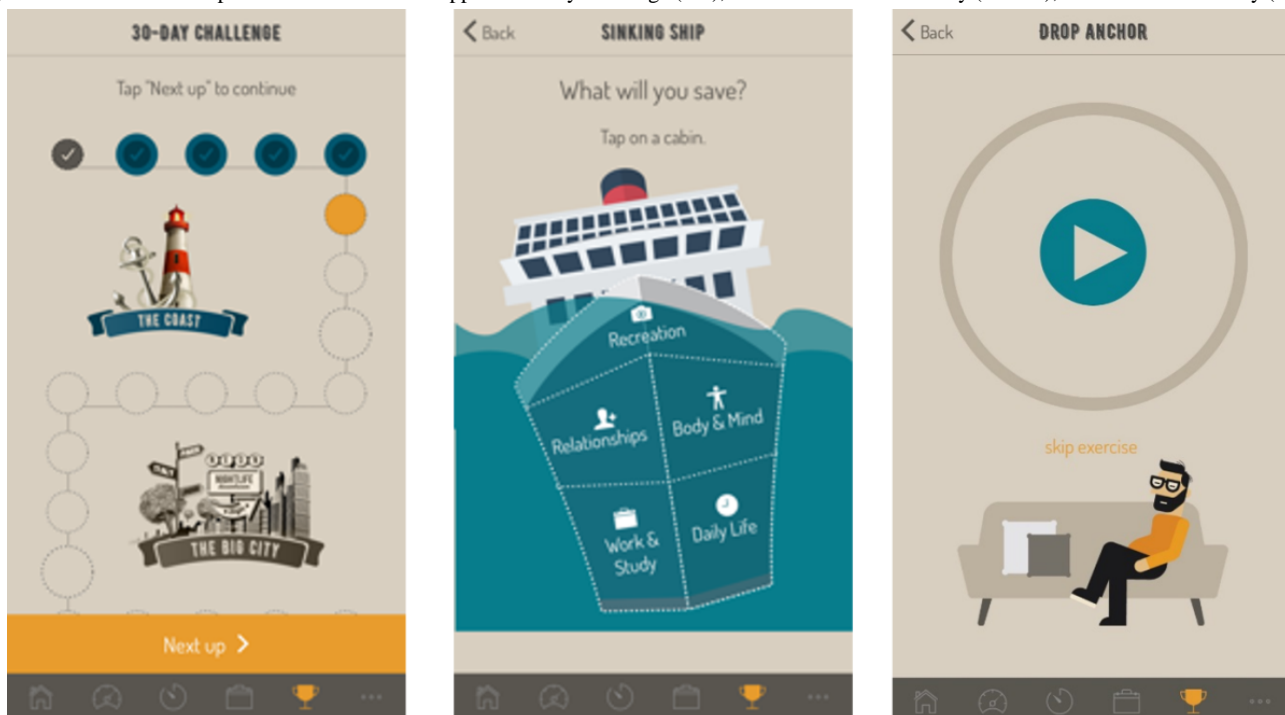 30-DAY CHALLENGE
Tap "Next up" to continue
THE COAST
NIGHTLIFE
THE BIG CITY
Next up
Back
SINKING SHIP
What will you save?
Tap on a cabin.
Recreation
Relationships
Body & Mind
Work &
Study
Daily Life
Back
DROP ANCHOR
skip exercise